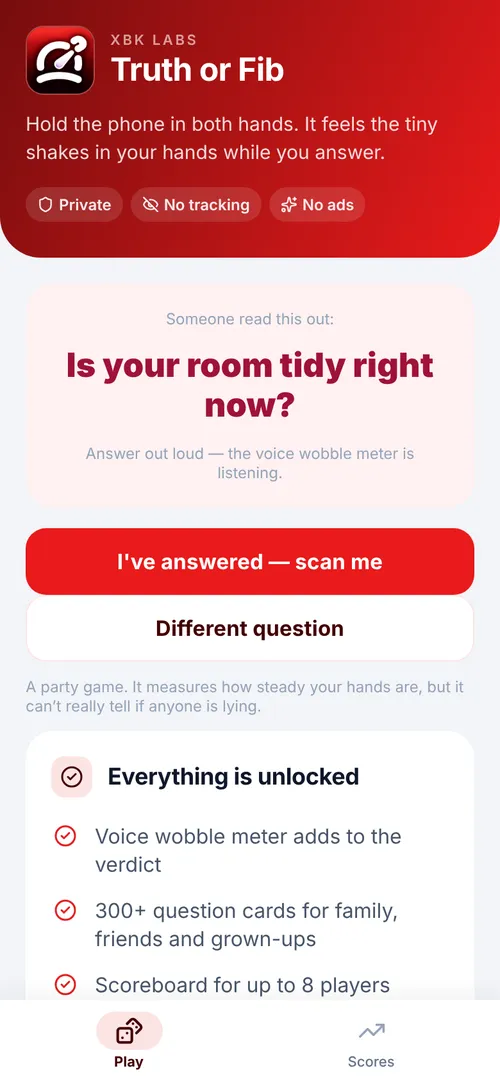 XBK LABS
Truth or Fib
Hold the phone in both hands. It feels the tiny
shakes in your hands while you answer.
Private
No tracking
No ads
Someone read this out:
Is your room tidy right
now?
Answer out loud — the voice wobble meter is
listening.
I've answered — scan me
Different question
A party game. It measures how steady your hands are, but it
can’t really tell if anyone is lying.
Everything is unlocked
Voice wobble meter adds to the
verdict
300+ question cards for family,
friends and grown-ups
Scoreboard for up to 8 players
Play
Scores